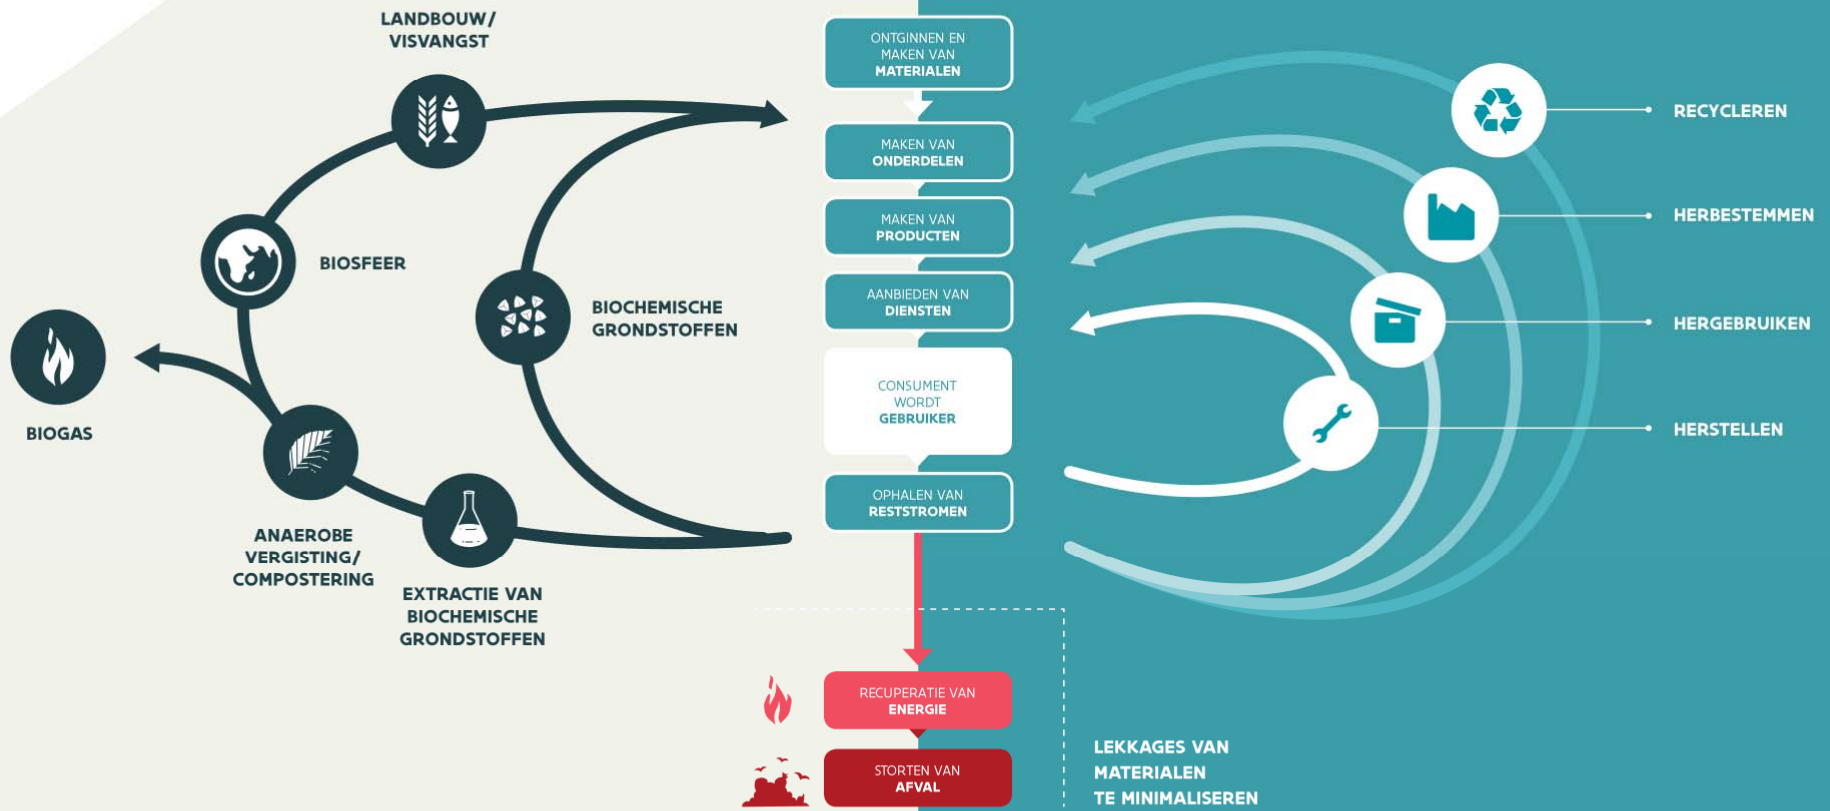 LANDBOUW/
VISVANGST
BIOSFEER
BIOGAS
BIOCHEMISCHE
GRONDSTOFFEN
ANAEROBE
VERGISTING/
COMPOSTERING
EXTRACTIE VAN
BIOCHEMISCHE
GRONDSTOFFEN
ONTGINNEN EN
MAKEN VAN
MATERIALEN
MAKEN VAN
ONDERDELEN
MAKEN VAN
PRODUCTEN
AANBIEDEN VAN
DIENSTEN
CONSUMENT
WORDT
GEBRUIKER
OPHALEN VAN
RESTSTROMEN
RECUPERATIE VAN
ENERGIE
STORTEN VAN
AFVAL
RECYCLEREN
HERBESTEMMEN
HERGEBRUIKEN
HERSTELLEN
LEKKAGES VAN
MATERIALEN
TE MINIMALISEREN